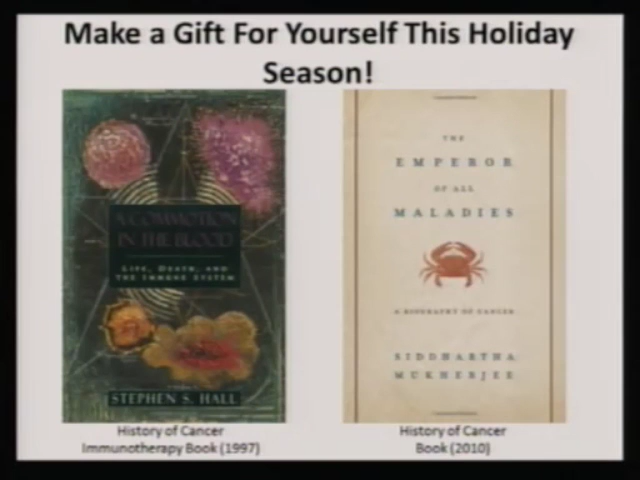 Make a Gift For Yourself This Holiday
Season!
A COMMOTION
IN THE BLOOD
LIFE, DEATH, AND
THE IMMUNE SYSTEM
STEPHEN S. HALL
History of Cancer
Immunotherapy Book (1997)
THE
EMPEROR
OF ALL
MALADIES
A BIOGRAPHY OF CANCER
SIDDHARTHA
MUKHERJEE
History of Cancer
Book (2010)